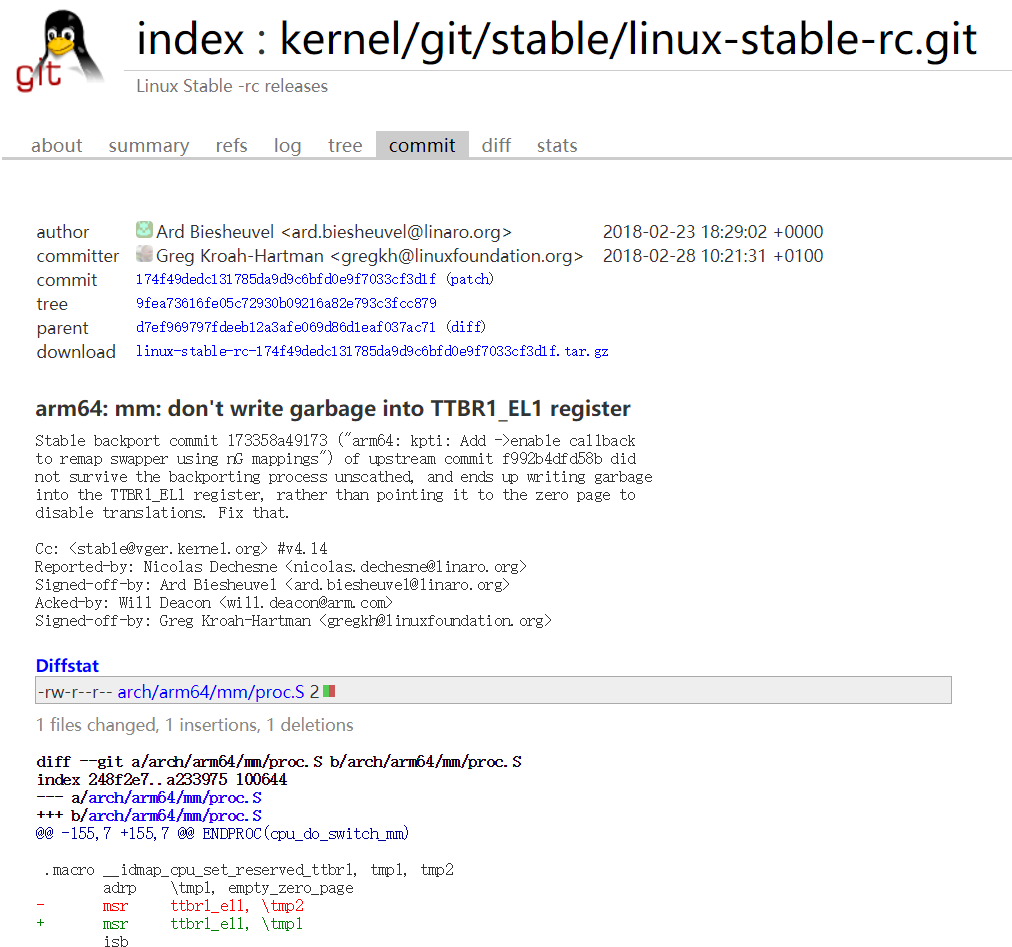 git
index : kernel/git/stable/linux-stable-rc.git
Linux Stable -rc releases
about summary refs log tree commit diff stats
author Ard Biesheuvel <ard.biesheuvel@linaro.org> 2018-02-23 18:29:02 +0000
committer Greg Kroah-Hartman <gregkh@linuxfoundation.org> 2018-02-28 10:21:31 +0100
commit 174f49dedc131785da9d9c6bfd0e9f7033cf3d1f (patch)
tree 9fea73616fe05c72930b09216a82e793c3fcc879
parent d7ef969797fdeeb12a3afe069d86d1eaf037ac71 (diff)
download linux-stable-rc-174f49dedc131785da9d9c6bfd0e9f7033cf3d1f.tar.gz
arm64: mm: don't write garbage into TTBR1_EL1 register
Stable backport commit 173358a49173 ("arm64: kpti: Add ->enable callback
to remap swapper using nG mappings") of upstream commit f992b4dfd58b did
not survive the backporting process unscathed, and ends up writing garbage
into the TTBR1_EL1 register, rather than pointing it to the zero page to
disable translations. Fix that.
Cc: <stable@vger.kernel.org> #v4.14
Reported-by: Nicolas Dechesne <nicolas.dechesne@linaro.org>
Signed-off-by: Ard Biesheuvel <ard.biesheuvel@linaro.org>
Acked-by: Will Deacon <will.deacon@arm.com>
Signed-off-by: Greg Kroah-Hartman <gregkh@linuxfoundation.org>
Diffstat
-rw-r--r-- arch/arm64/mm/proc.S 2
1 files changed, 1 insertions, 1 deletions
diff --git a/arch/arm64/mm/proc.S b/arch/arm64/mm/proc.S
index 248f2e7..a233975 100644
--- a/arch/arm64/mm/proc.S
+++ b/arch/arm64/mm/proc.S
@@ -155,7 +155,7 @@ ENDPROC(cpu_do_switch_mm)
.macro __idmap_cpu_set_reserved_ttbr1, tmp1, tmp2
adrp \tmp1, empty_zero_page
- msr ttbr1_el1, \tmp2
+ msr ttbr1_el1, \tmp1
isb